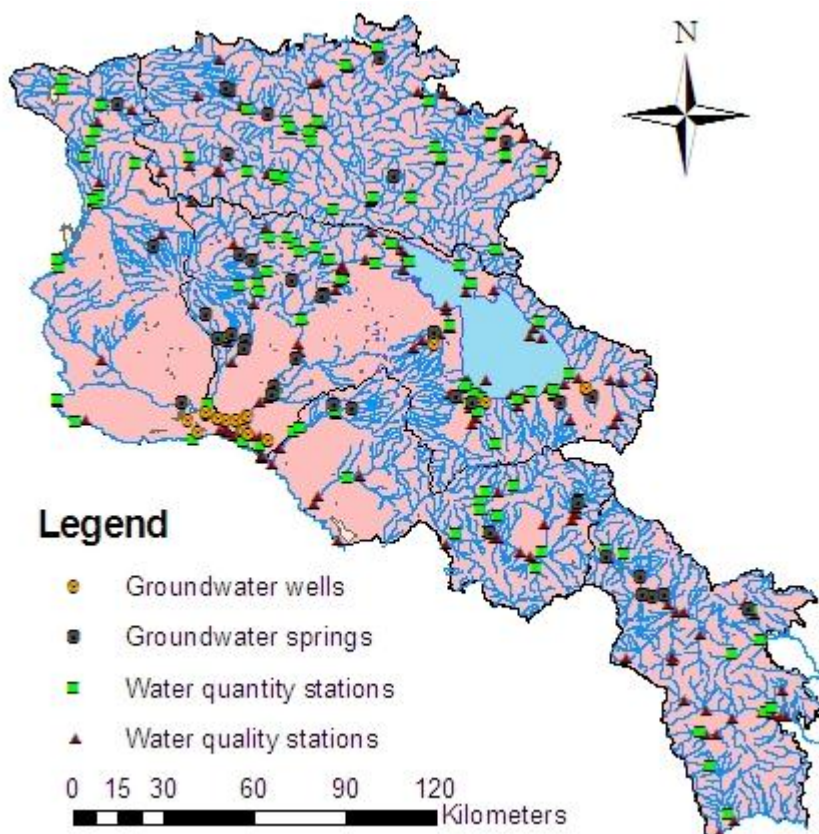 N
Legend
Groundwater wells
Groundwater springs
Water quantity stations
Water quality stations
0 15 30 60 90 120
Kilometers